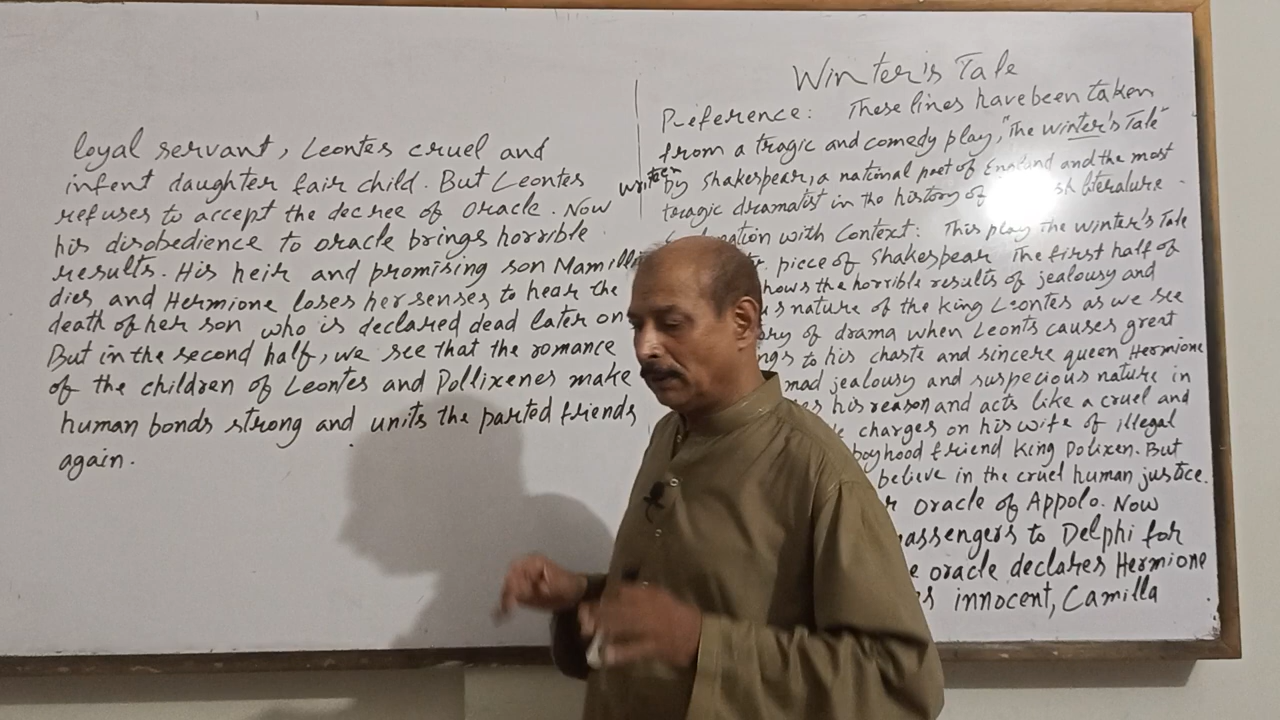 Winter's Tale
Preference: These lines have been taken
from a tragic and comedy play, "The Winter's Tale"
written by Shakespear, a national poet of England and the most
tragic dramatist in the history of literature.
with Context: This play the winter's Tale
piece of Shakespear. The first half of
shows the horrible results of jealousy and
nature of the king Leontes as we see
of drama when Leonts causes great
to his chaste and sincere queen Hermione
mad jealousy and suspecious nature in
his reason and acts like a cruel and
charges on his wife of illegal
boyhood friend King Polixen. But
believe in the cruel human justice.
Oracle of Appolo. Now
passengers to Delphi for
oracle declares Hermione
innocent, Camilla
loyal servant, Leontes cruel and
infent daughter fair child. But Leontes
refuses to accept the decree of oracle. Now
his disobedience to oracle brings horrible
results. His heir and promising son
dies and Hermione loses her senses to hear the
death of her son who is declared dead later on
But in the second half, we see that the romance
of the children of Leontes and Pollixenes make
human bonds strong and units the parted friends
again.